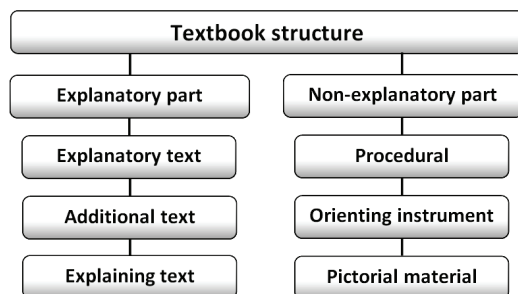 Textbook structure
Explanatory part
Non-explanatory part
Explanatory text
Procedural
Additional text
Orienting instrument
Explaining text
Pictorial material